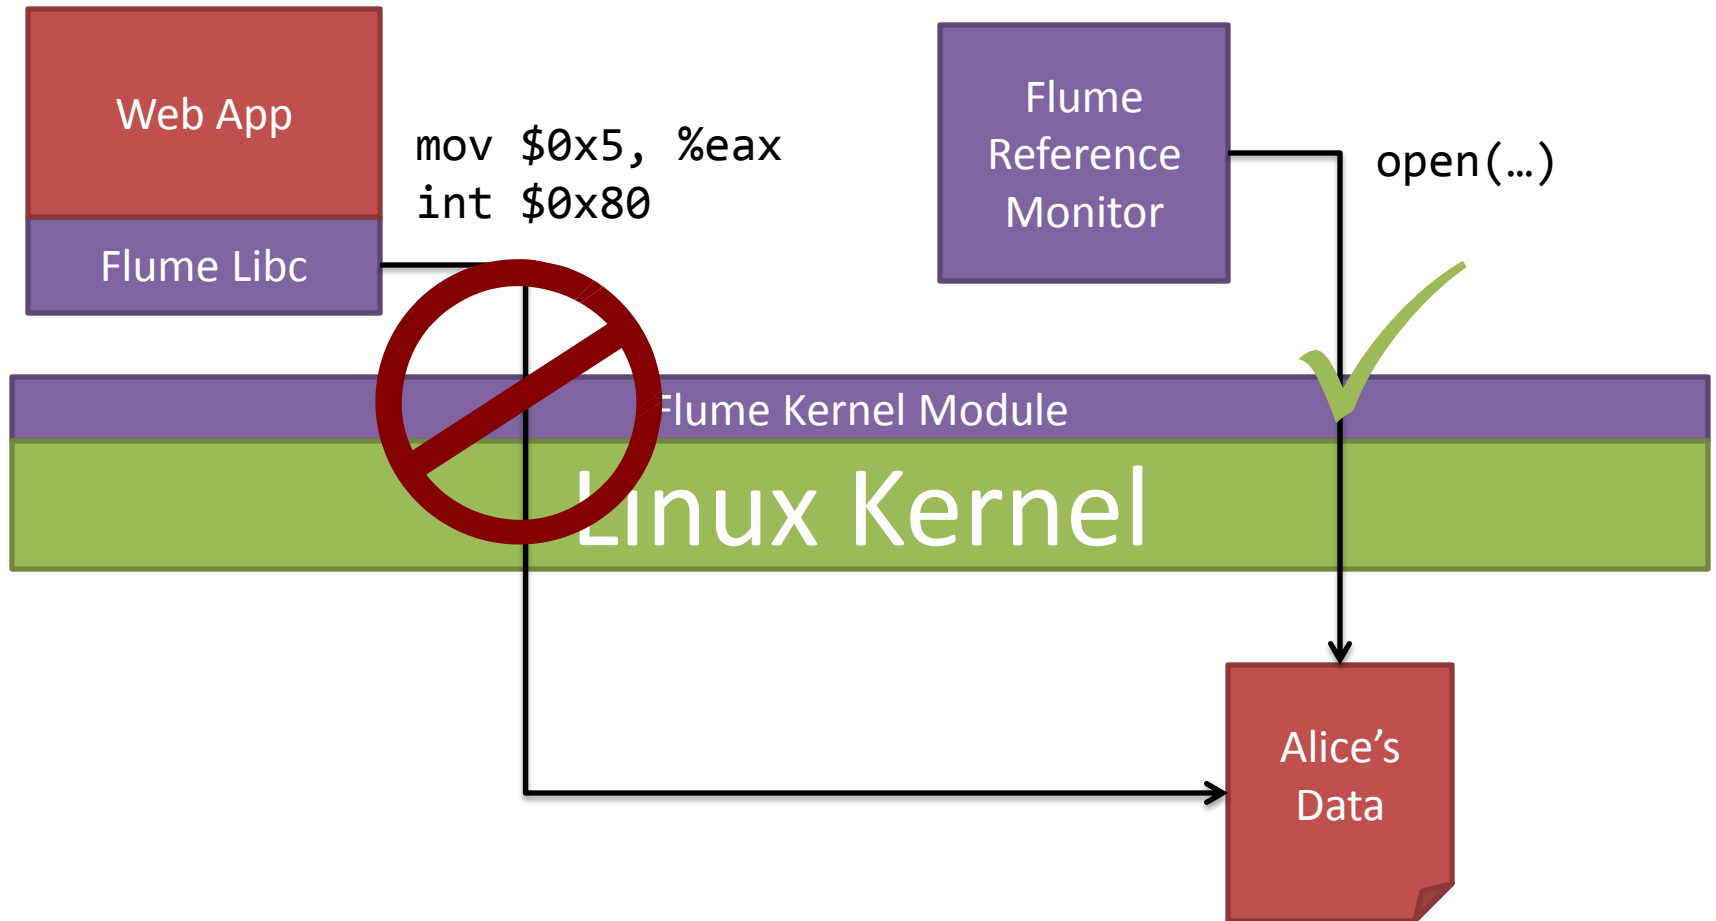 Web App
Flume Libc
mov $0x5, %eax
int $0x80
Flume
Reference
Monitor
open(…)
Flume Kernel Module
Linux Kernel
Alice’s
Data